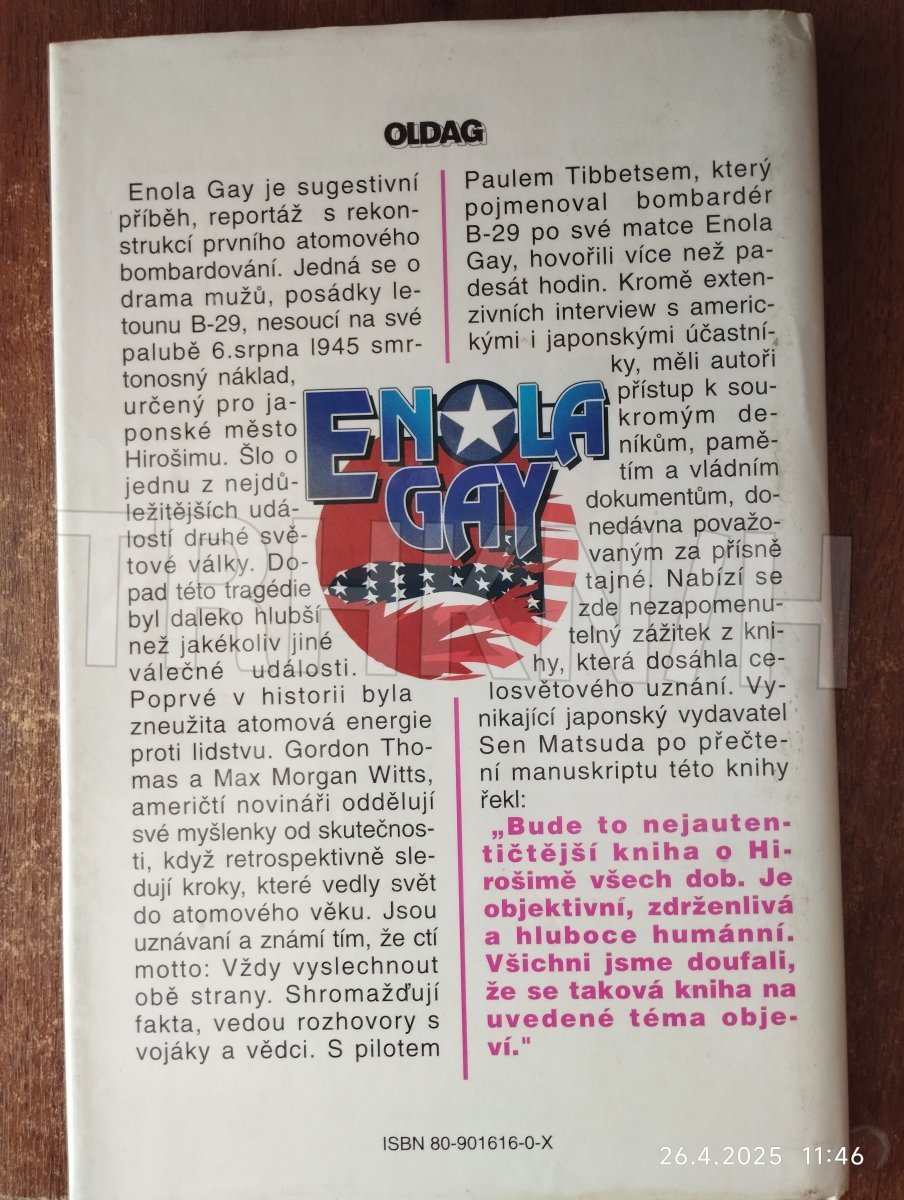 OLDAG
Enola Gay je sugestivní
příběh, reportáž s rekon-
strukcí prvního atomového
bombardování. Jedná se o
drama mužů, posádky le-
tounu B-29, nesoucí na své
palubě 6.srpna I945 smr-
tonosný náklad,
určený pro ja-
ponské město
Hirošimu. Šlo o
jednu z nejdů-
ležitějších udá-
lostí druhé svě-
tové války. Do-
pad této tragédie
byl daleko hlubší
než jakékoliv jiné
válečné události.
Poprvé v historii byla
zneužita atomová energie
proti lidstvu. Gordon Tho-
mas a Max Morgan Witts,
američtí novináři oddělují
své myšlenky od skutečnos-
ti, když retrospektivně sle-
dují kroky, které vedly svět
do atomového věku. Jsou
uznávaní a známí tím, že ctí
motto: Vždy vyslechnout
obě strany. Shromažďují
fakta, vedou rozhovory s
vojáky a vědci. S pilotem
Paulem Tibbetsem, který
pojmenoval bombardér
B-29 po své matce Enola
Gay, hovořili více než pa-
desát hodin. Kromě exten-
zivních interview s americ-
kými i japonskými účastní-
ky, měli autoři
přístup k sou-
kromým de-
níkům, pamě-
tím a vládním
dokumentům, do-
nedávna považo-
vaným za přísně
tajné. Nabízí se
zde nezapomenu-
telný zážitek z kni-
hy, která dosáhla ce-
losvětového uznání. Vy-
nikající japonský vydavatel
Sen Matsuda po přečte-
ní manuskriptu této knihy
řekl:
„Bude to nejauten-
tičtější kniha o Hi-
rošimě všech dob. Je
objektivní, zdrženlivá
a hluboce humánní.
Všichni jsme doufali,
že se taková kniha na
uvedené téma obje-
ví."
ENOLA
GAY
TRHKNIH
ISBN 80-901616-0-X
26.4.2025 11:46